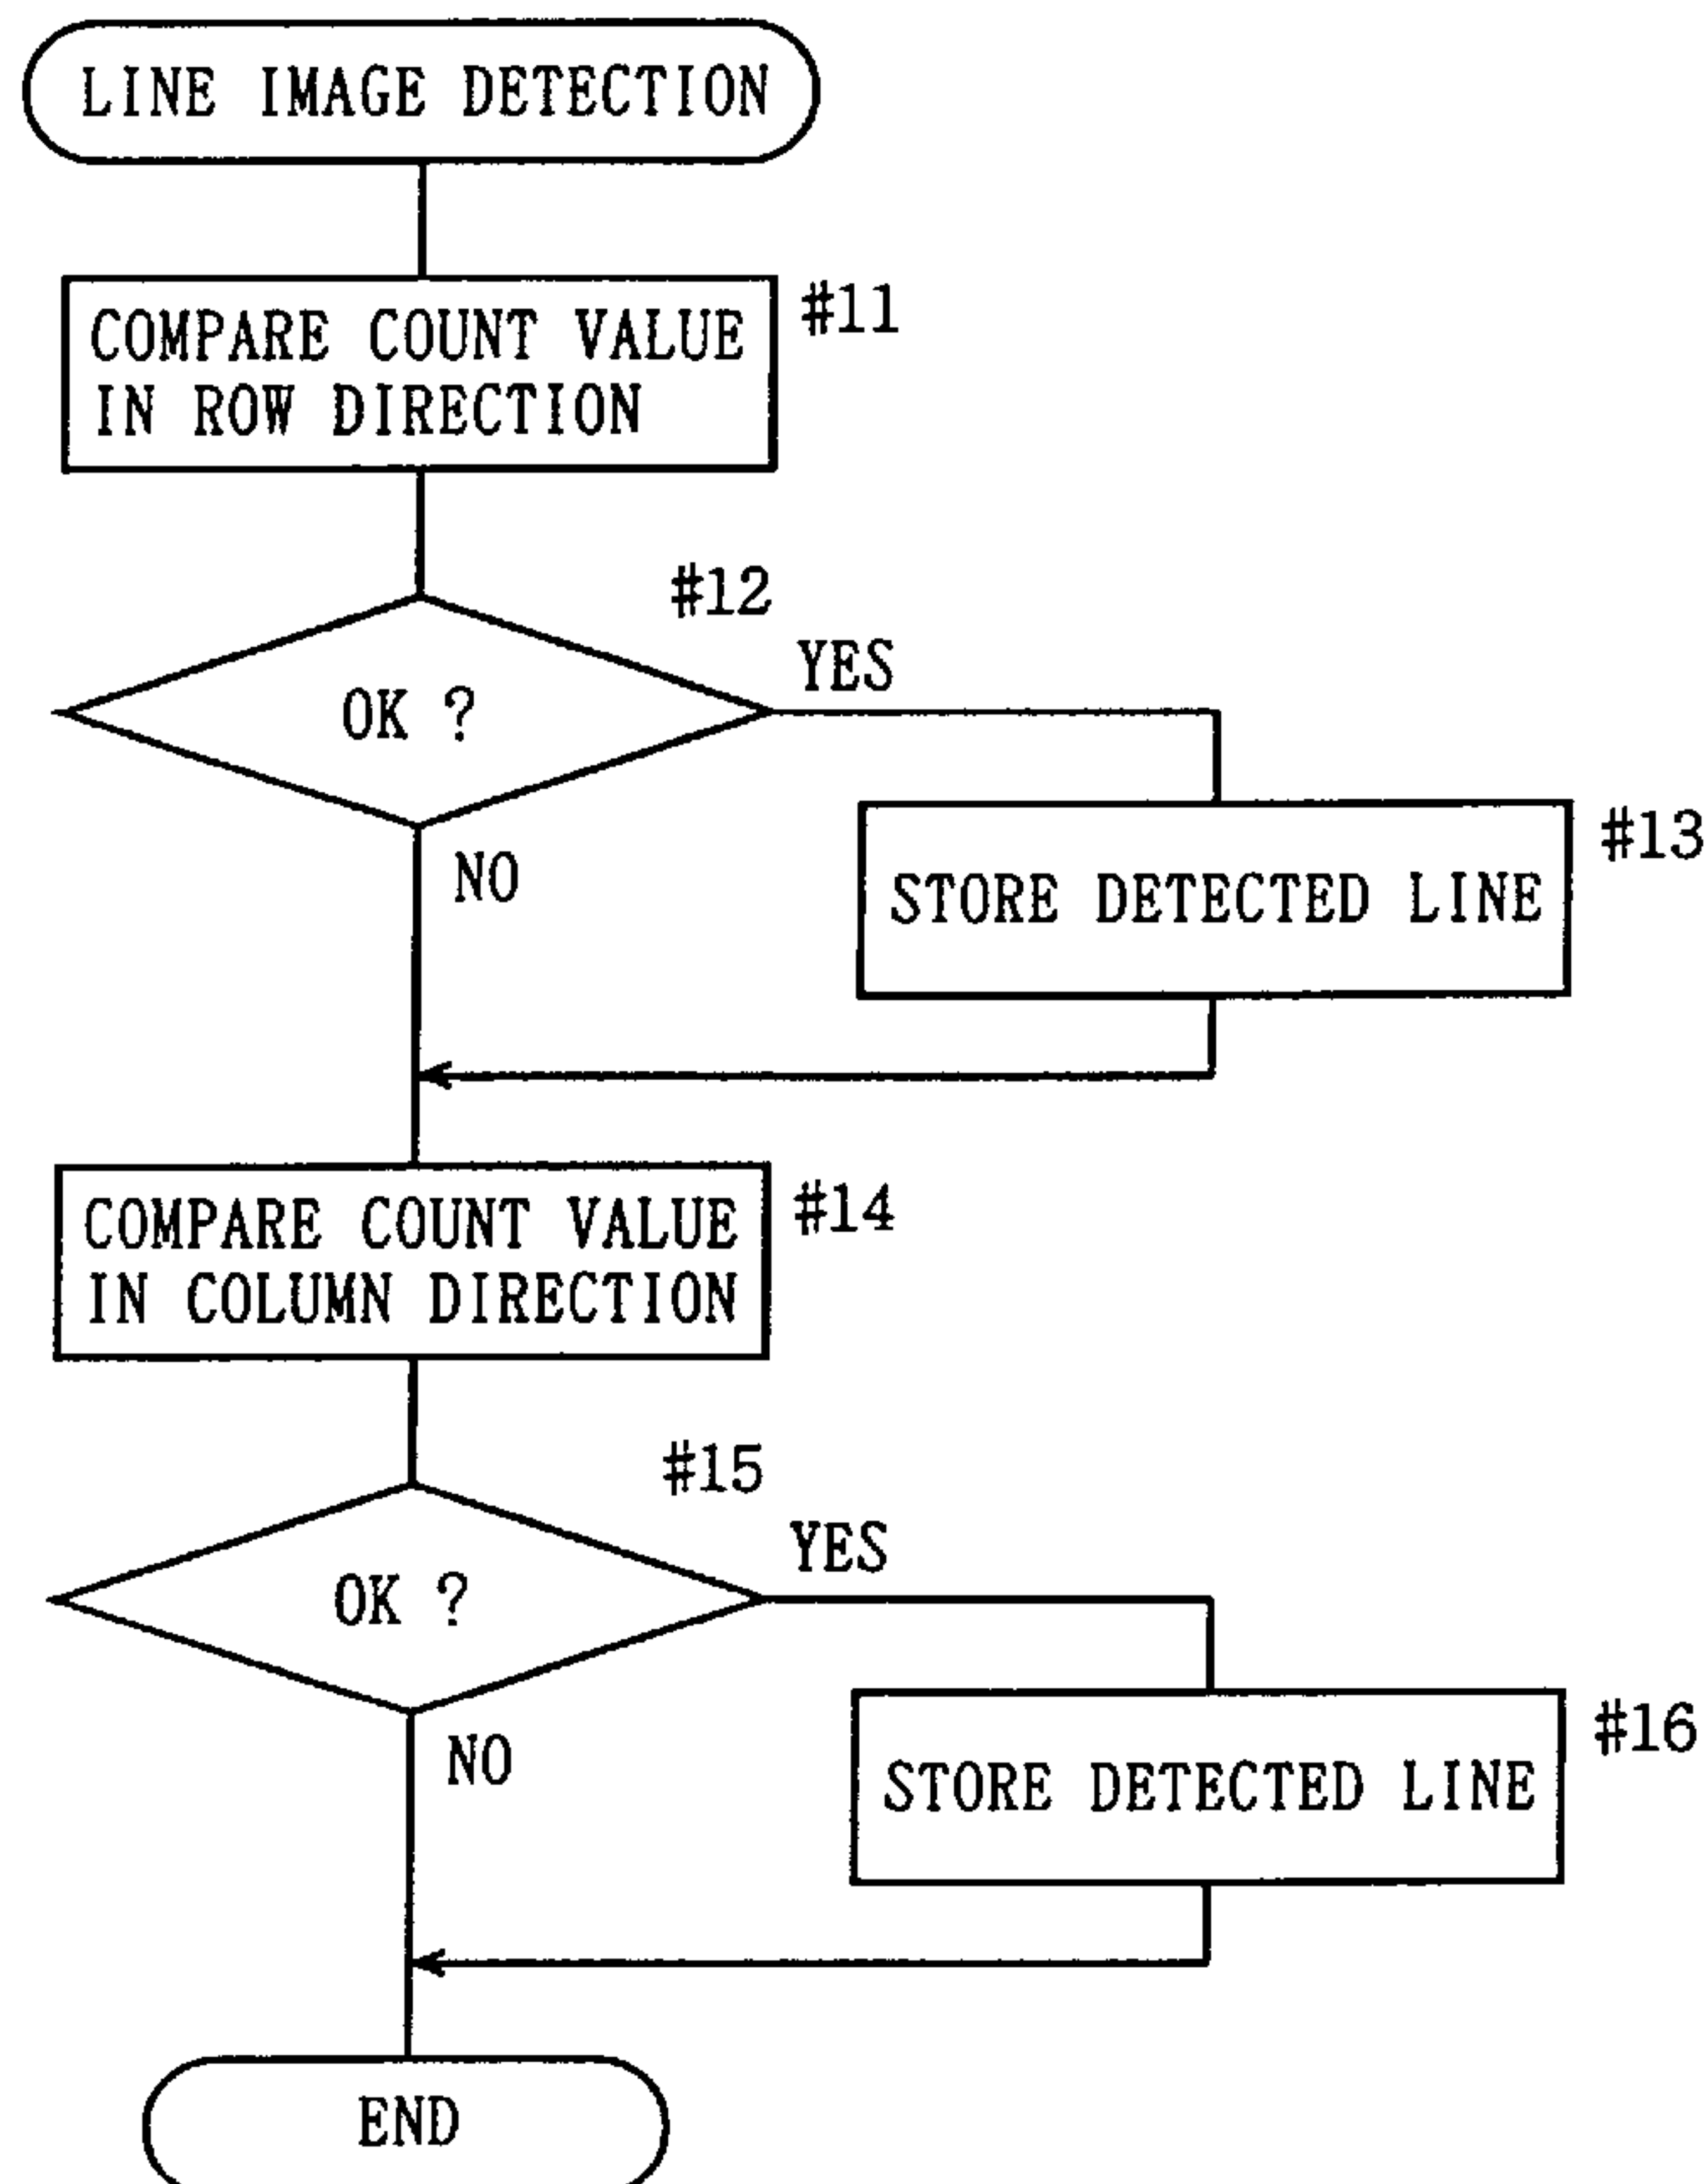 LINE IMAGE DETECTION
COMPARE COUNT VALUE
IN ROW DIRECTION
#11
#12
OK ?
YES
NO
STORE DETECTED LINE
#13
COMPARE COUNT VALUE
IN COLUMN DIRECTION
#14
#15
OK ?
YES
NO
STORE DETECTED LINE
#16
END